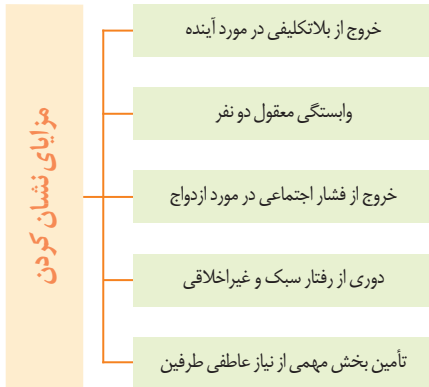 مزایای نشان کردن
خروج از بلاتکلیفی در مورد آینده
وابستگی معقول دو نفر
خروج از فشار اجتماعی در مورد ازدواج
دوری از رفتار سبک و غیراخلاقی
تأمین بخش مهمی از نیاز عاطفی طرفین